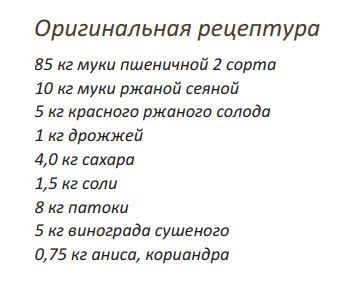 Оригинальная рецептура
85 кг муки пшеничной 2 сорта
10 кг муки ржаной сеяной
5 кг красного ржаного солода
1 кг дрожжей
4,0 кг сахара
1,5 кг соли
8 кг патоки
5 кг винограда сушеного
0,75 кг аниса, кориандра